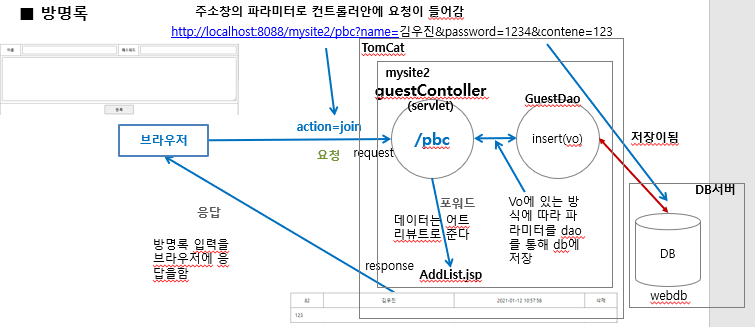 ■ 방명록
주소창의 파라미터로 컨트롤러안에 요청이 들어감
http://localhost:8088/mysite2/pbc?name=김우진&password=1234&contene=123
이름
패스워드
등록
TomCat
mysite2
guestContoller
(servlet)
/pbc
GuestDao
insert(vo)
브라우저
action=join
요청
request
저장이될
DB서버
DB
webdb
응답
방명록 입력을
브라우저에 응
답을함
포워드
데이터는 어트
리뷰트로 준다
Vo에 있는 방
식에 따라 파
라미터를 dao
를 통해 db에
저장
response
AddList.jsp
82 김우진 2021-01-12 10:57:56 삭제
123